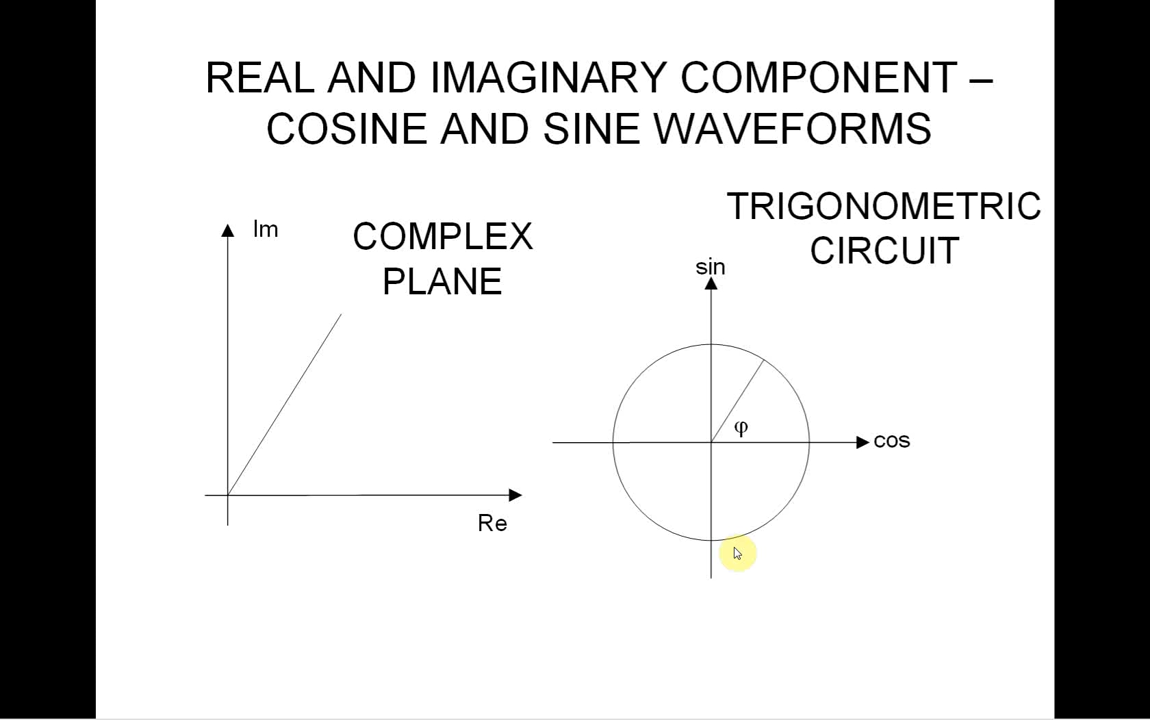 REAL AND IMAGINARY COMPONENT –
COSINE AND SINE WAVEFORMS
Im
COMPLEX
PLANE
Re
TRIGONOMETRIC
CIRCUIT
sin
φ
cos